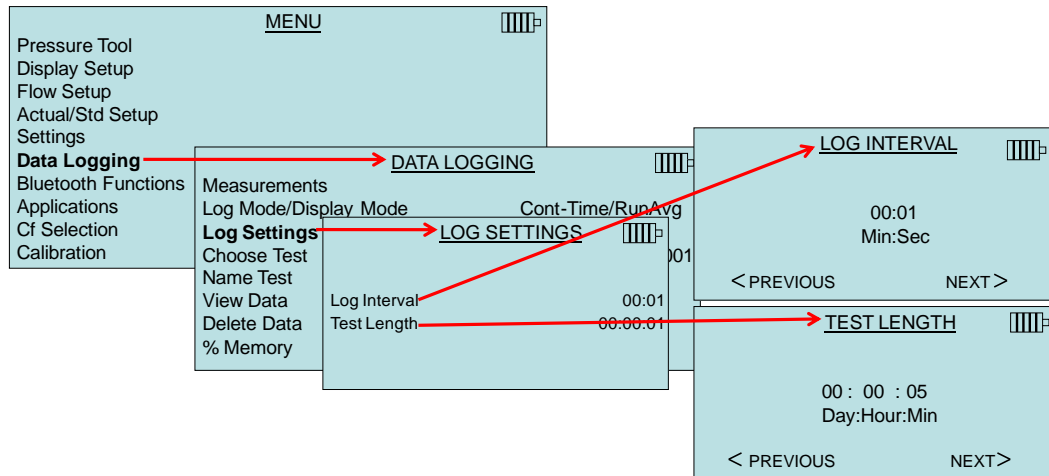 MENU
Pressure Tool
Display Setup
Flow Setup
Actual/Std Setup
Settings
Data Logging
Bluetooth Functions
Applications
Cf Selection
Calibration
DATA LOGGING
Measurements
Log Mode/Display Mode Cont-Time/RunAvg
Log Settings
Choose Test 001
Name Test
View Data
Delete Data
% Memory
LOG SETTINGS
Log Interval 00:01
Test Length 00:00:01
LOG INTERVAL
00:01
Min:Sec
<PREVIOUS NEXT>
TEST LENGTH
00 : 00 : 05
Day:Hour:Min
< PREVIOUS NEXT>